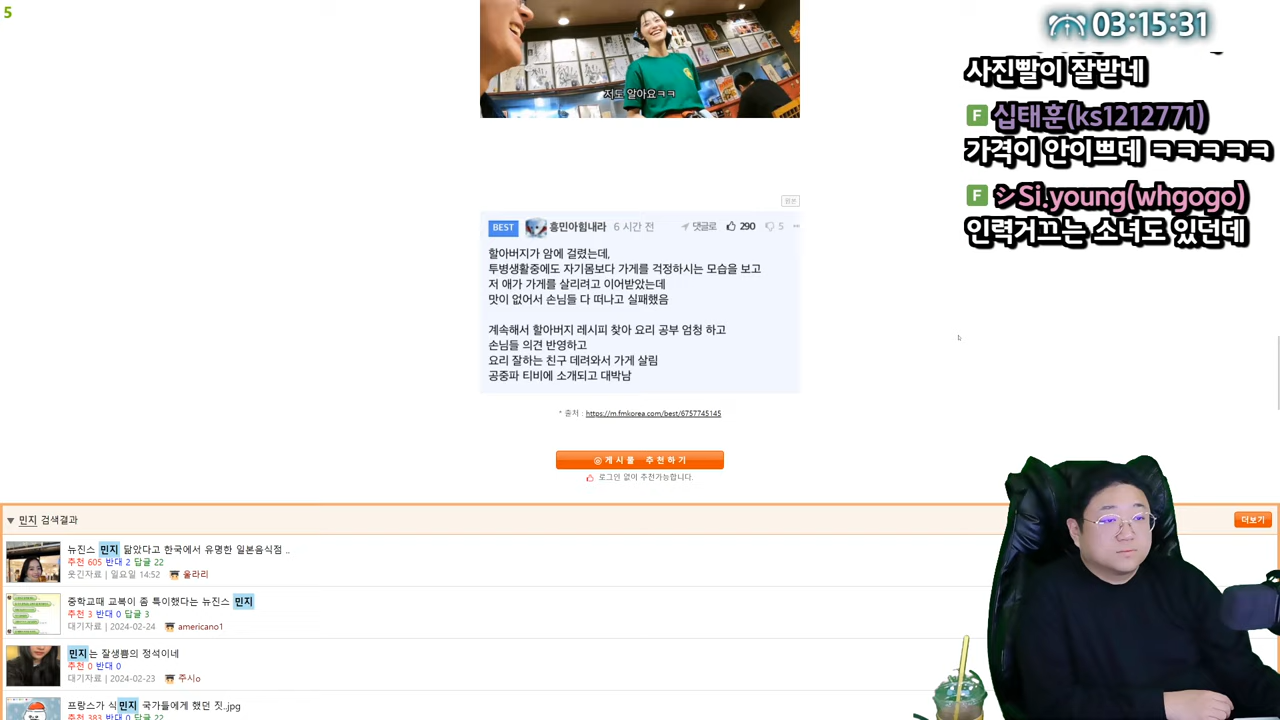 5
03:15:31
저도 알아요ㅋㅋ
사진빨이 잘받네
F 십태훈(ks1212771)
가격이 안이쁘데 ㅋㅋㅋㅋㅋ
F シSi.young(whgogo)
인력거끄는 소녀도 있던데
원본
BEST 흥민아힘내라 6 시간 전 댓글로 290 5
할아버지가 암에 걸렸는데,
투병생활중에도 자기몸보다 가게를 걱정하시는 모습을 보고
저 애가 가게를 살리려고 이어받았는데
맛이 없어서 손님들 다 떠나고 실패했음
계속해서 할아버지 레시피 찾아 요리 공부 엄청 하고
손님들 의견 반영하고
요리 잘하는 친구 데려와서 가게 살림
공중파 티비에 소개되고 대박남
* 출처 : https://m.fmkorea.com/best/6757745145
게시물 추천하기
로그인 없이 추천가능합니다.
▼ 민지 검색결과
더보기
뉴진스 민지 닮았다고 한국에서 유명한 일본음식점 ..
추천 605 반대 2 답글 22
웃긴자료 | 일요일 14:52 울라리
중학교때 교복이 좀 특이했다는 뉴진스 민지
추천 3 반대 0 답글 3
대기자료 | 2024-02-24 americano1
민지는 잘생쁨의 정석이네
추천 0 반대 0
대기자료 | 2024-02-23 주시o
프랑스가 식민지 국가들에게 했던 짓.jpg
추천 383 반대 0 답글 22